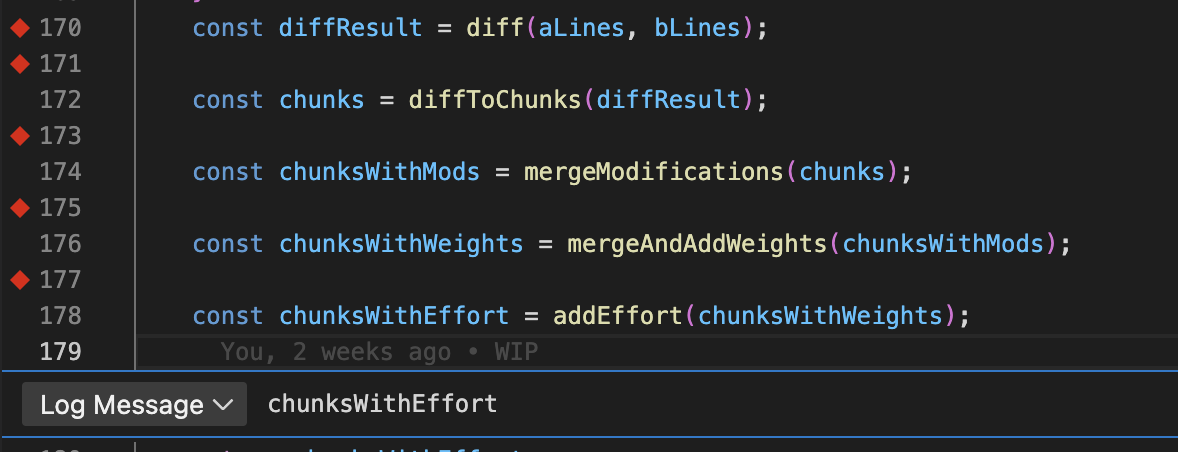 170 const diffResult = diff(aLines, bLines);
171
172 const chunks = diffToChunks(diffResult);
173
174 const chunksWithMods = mergeModifications(chunks);
175
176 const chunksWithWeights = mergeAndAddWeights(chunksWithMods);
177
178 const chunksWithEffort = addEffort(chunksWithWeights);
179 You, 2 weeks ago • WIP
Log Message chunksWithEffort